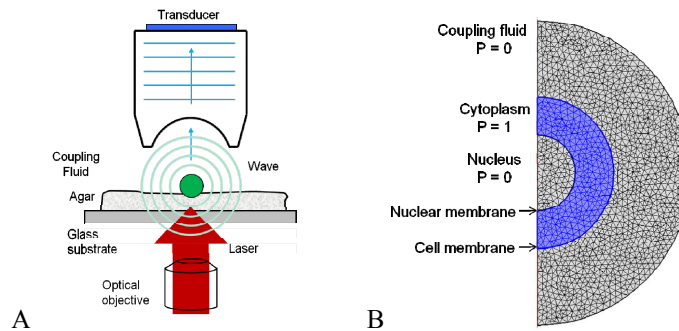 Transducer
Coupling
Fluid
Wave
Agar
Glass
substrate
Laser
Optical
objective
A
Coupling fluid
P = 0
Cytoplasm
P = 1
Nucleus
P = 0
Nuclear membrane
Cell membrane
B